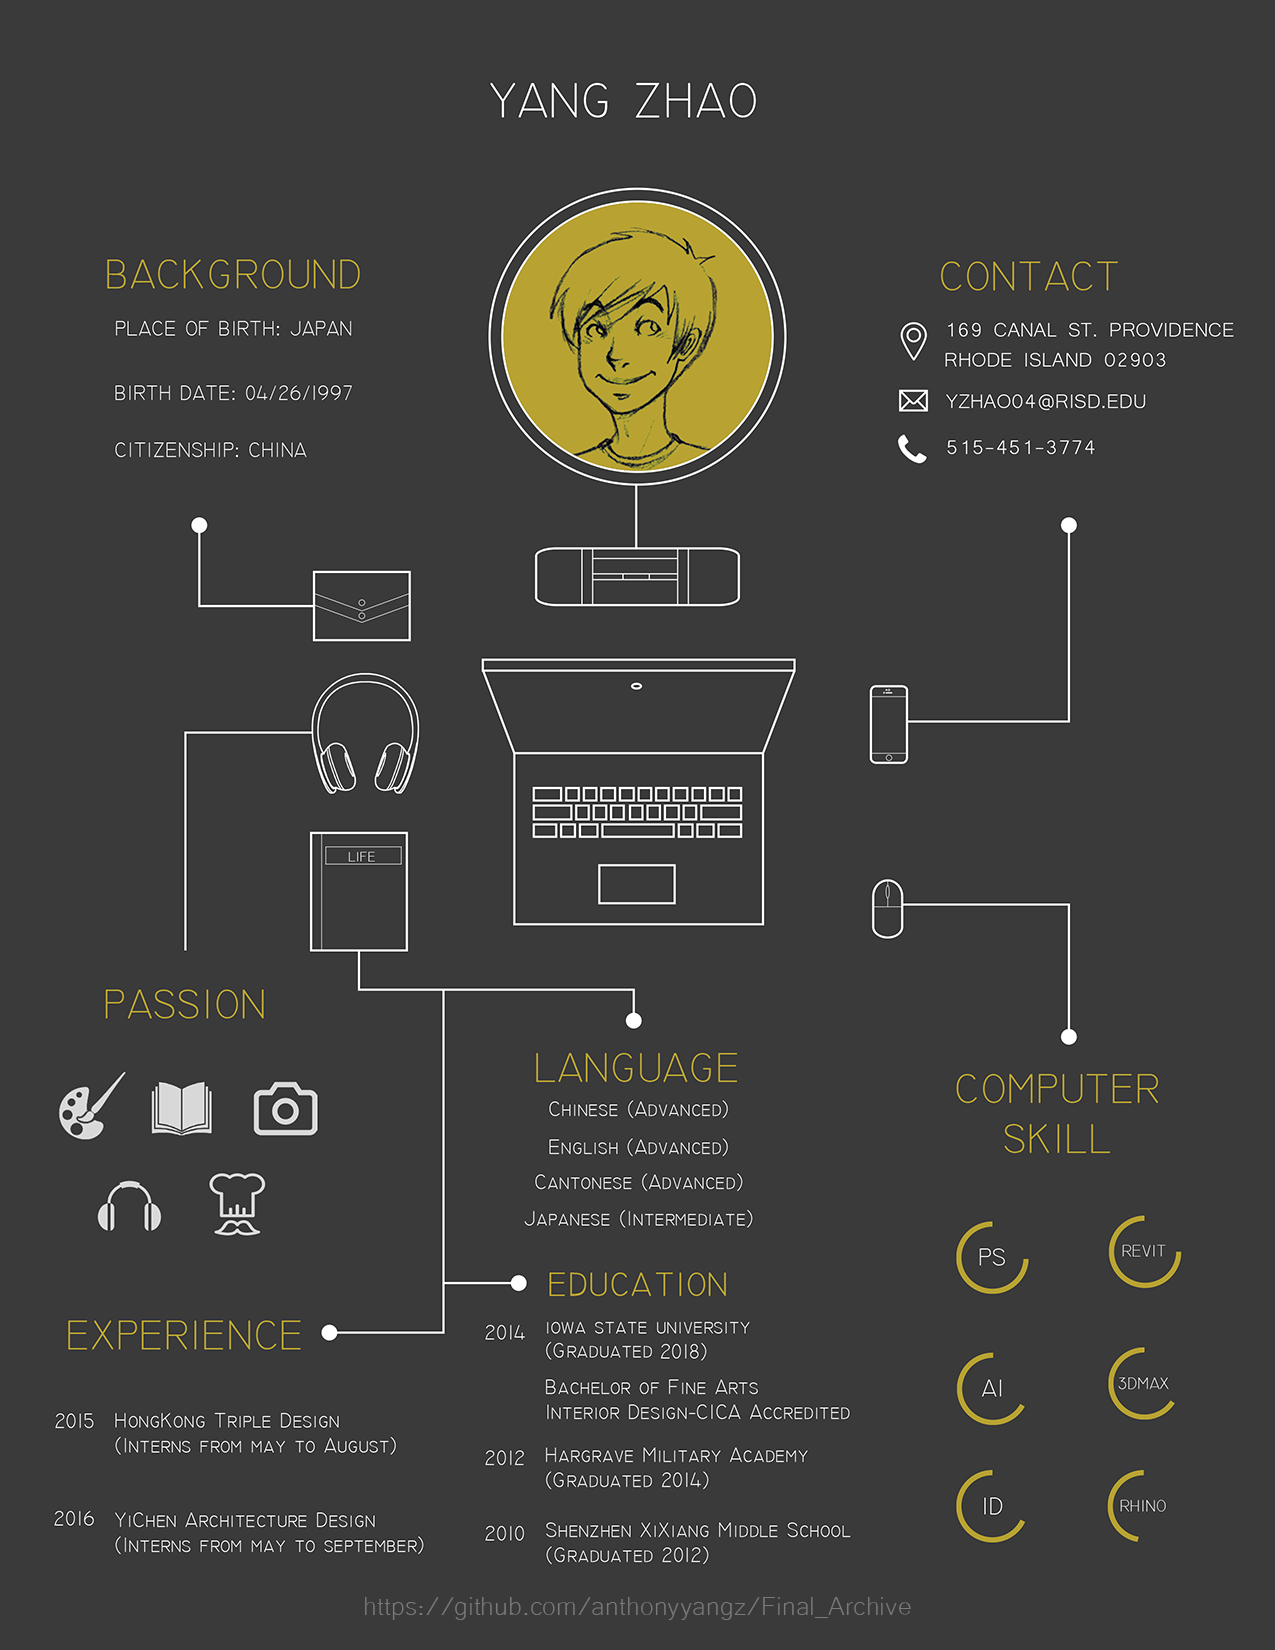 YANG ZHAO
BACKGROUND
PLACE OF BIRTH: JAPAN
BIRTH DATE: 04/26/1997
CITIZENSHIP: CHINA
CONTACT
169 CANAL ST. PROVIDENCE
RHODE ISLAND 02903
YZHAO04@RISD.EDU
515-451-3774
LIFE
PASSION
LANGUAGE
CHINESE (ADVANCED)
ENGLISH (ADVANCED)
CANTONESE (ADVANCED)
JAPANESE (INTERMEDIATE)
COMPUTER
SKILL
PS
REVIT
AI
3DMAX
ID
RHINO
EXPERIENCE
2015 HONGKONG TRIPLE DESIGN
(INTERNS FROM MAY TO AUGUST)
2016 YICHEN ARCHITECTURE DESIGN
(INTERNS FROM MAY TO SEPTEMBER)
EDUCATION
2014 IOWA STATE UNIVERSITY
(GRADUATED 2018)
BACHELOR OF FINE ARTS
INTERIOR DESIGN-CICA ACCREDITED
2012 HARGRAVE MILITARY ACADEMY
(GRADUATED 2014)
2010 SHENZHEN XIXIANG MIDDLE SCHOOL
(GRADUATED 2012)
https://github.com/anthonyyangz/Final_Archive